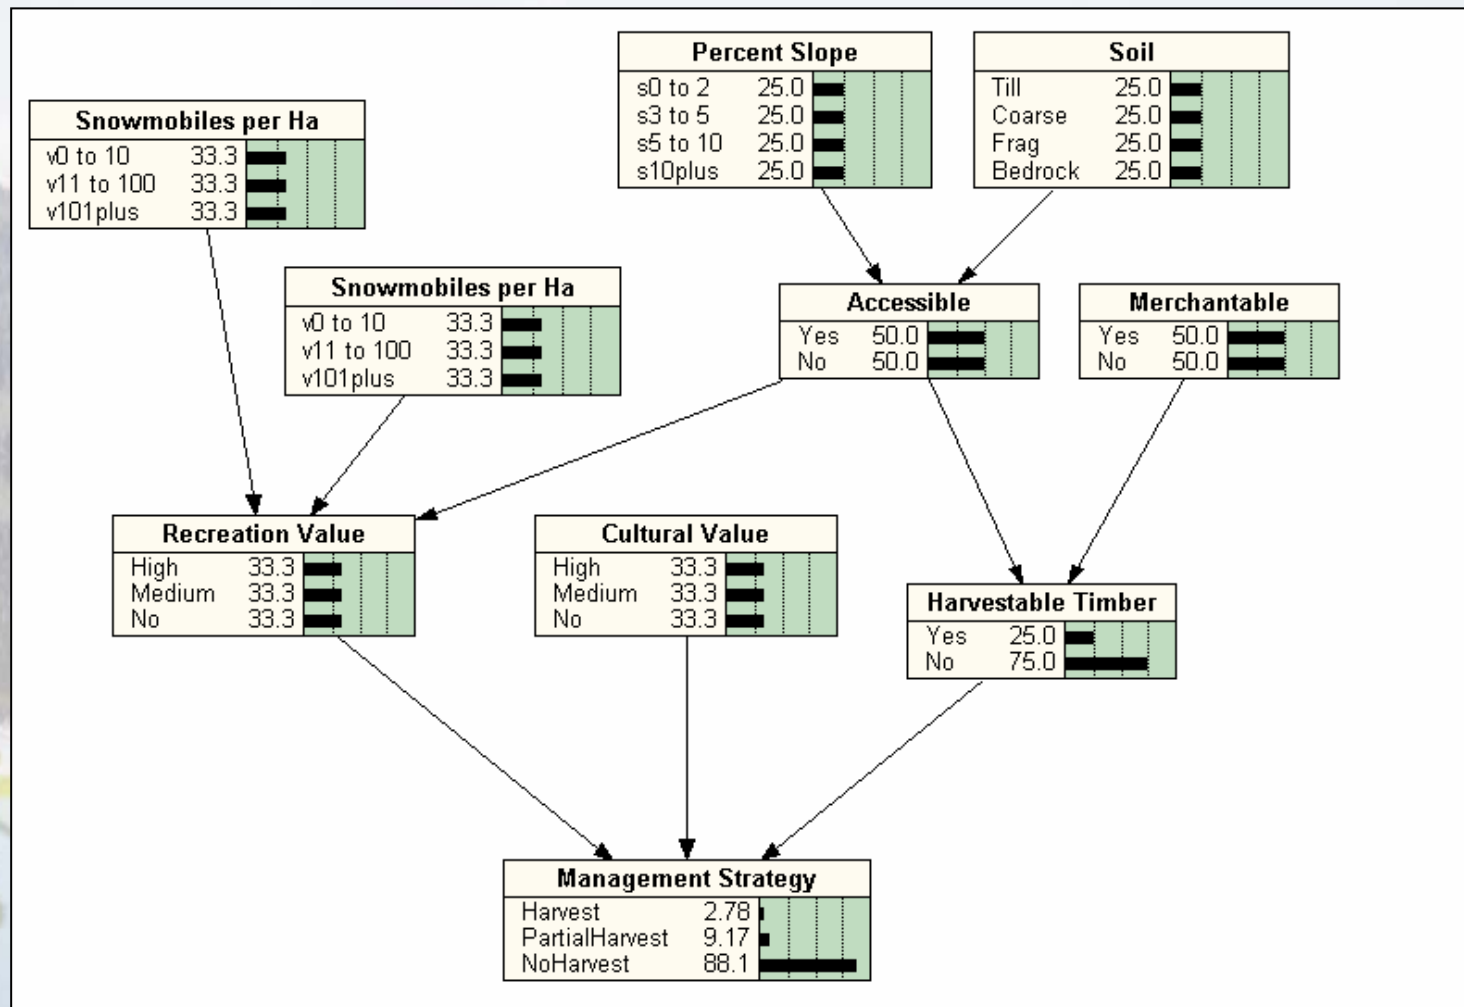 Percent Slope
s0 to 2 25.0
s3 to 5 25.0
s5 to 10 25.0
s10plus 25.0
Soil
Till 25.0
Coarse 25.0
Frag 25.0
Bedrock 25.0
Snowmobiles per Ha
v0 to 10 33.3
v11 to 100 33.3
v101plus 33.3
Snowmobiles per Ha
v0 to 10 33.3
v11 to 100 33.3
v101plus 33.3
Accessible
Yes 50.0
No 50.0
Merchantable
Yes 50.0
No 50.0
Recreation Value
High 33.3
Medium 33.3
No 33.3
Cultural Value
High 33.3
Medium 33.3
No 33.3
Harvestable Timber
Yes 25.0
No 75.0
Management Strategy
Harvest 2.78
PartialHarvest 9.17
NoHarvest 88.1